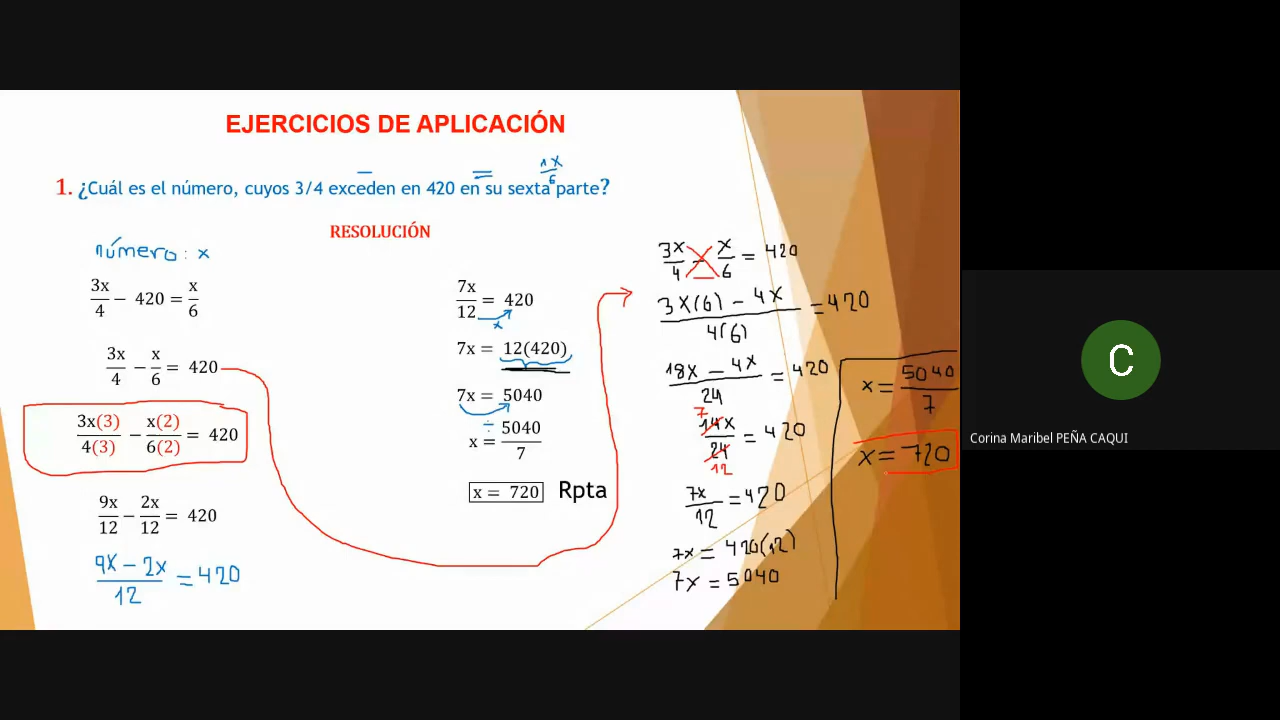 EJERCICIOS DE APLICACIÓN
1x/6
1. ¿Cuál es el número, cuyos 3/4 exceden en 420 en su sexta parte?
RESOLUCIÓN
número: x
3x/4 − 420 = x/6
3x/4 − x/6 = 420
3x(3)/4(3) − x(2)/6(2) = 420
9x/12 − 2x/12 = 420
9x − 2x/12 = 420
7x/12 = 420
x
7x = 12(420)
7x = 5040
÷
x = 5040/7
x = 720 Rpta
3x/4 − x/6 = 420
3x(6) − 4x/4(6) = 420
18x − 4x/24 = 420
7
14x/24 = 420
12
7x/12 = 420
7x = 420(12)
7x = 5040
x = 5040/7
x = 720
C
Corina Maribel PEÑA CAQUI